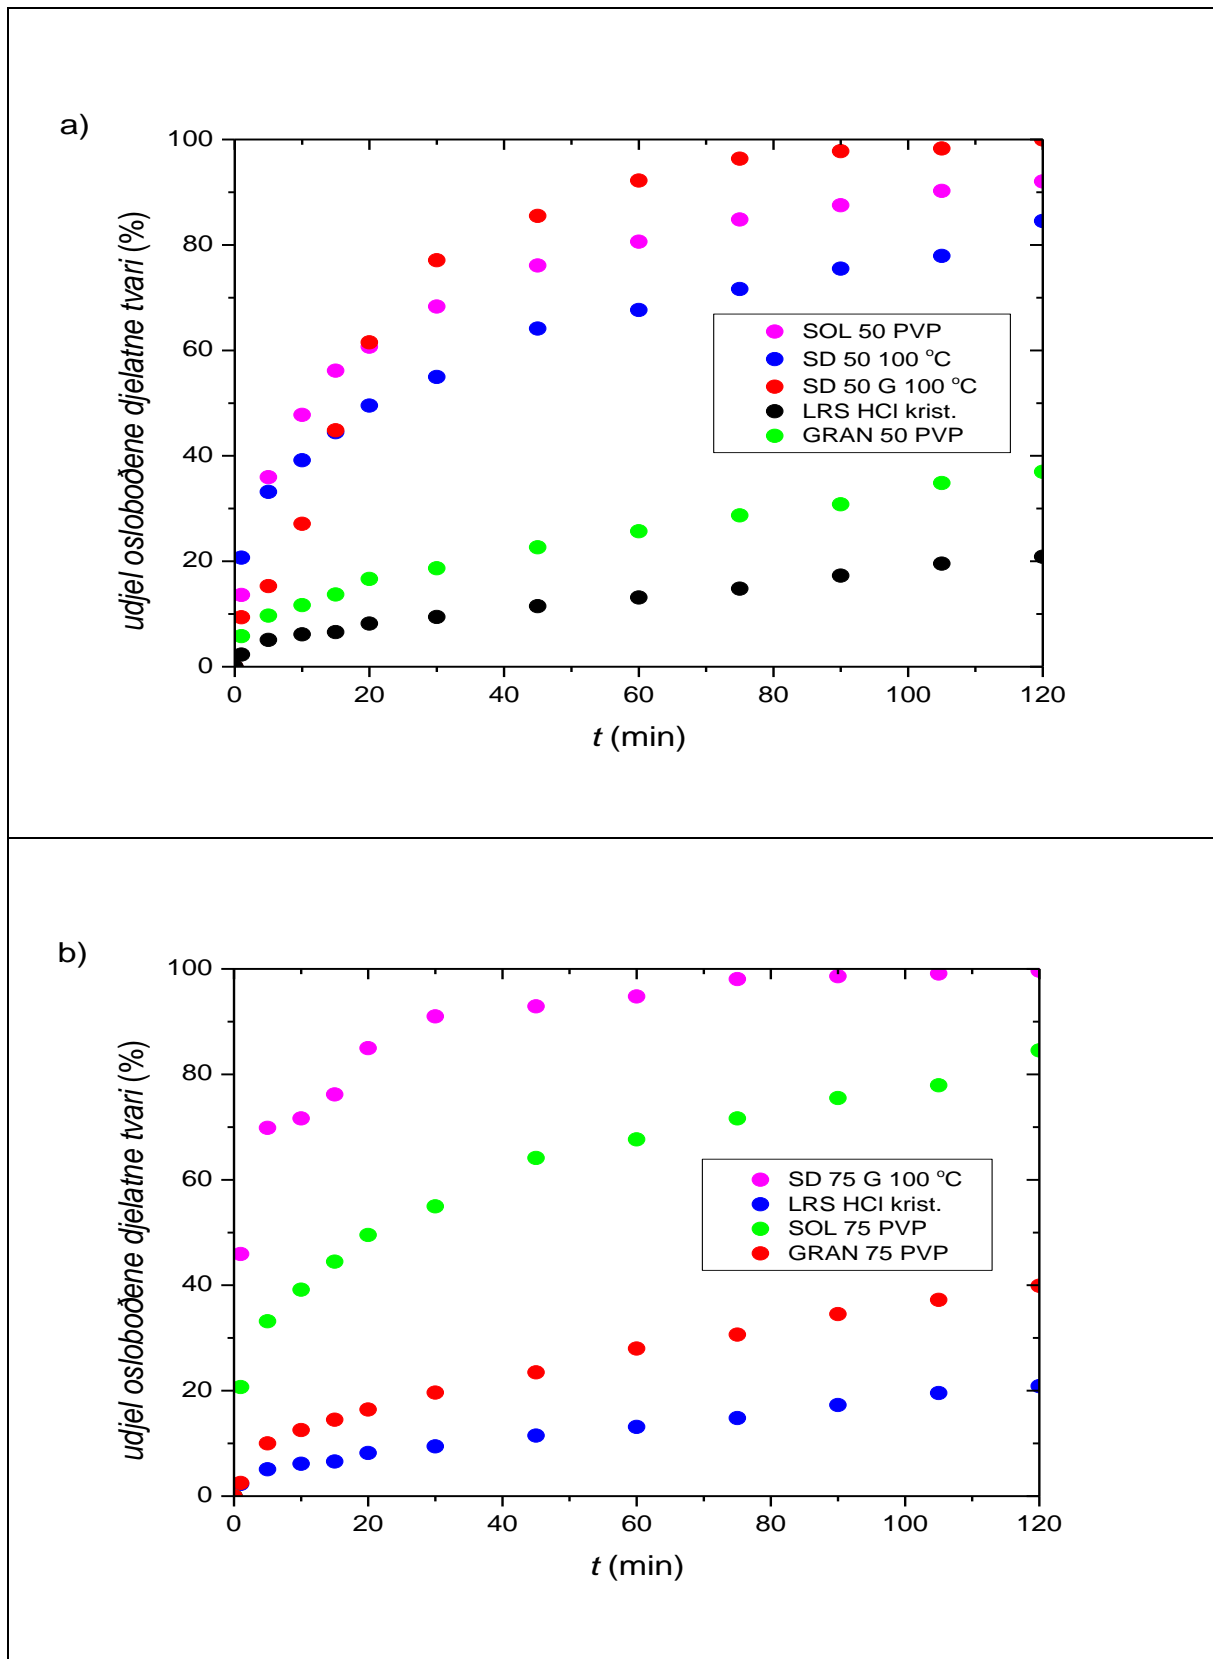 a)
udjel oslobođene djelatne tvari (%)
100
80
60
40
20
0
SOL 50 PVP
SD 50 100 °C
SD 50 G 100 °C
LRS HCl krist.
GRAN 50 PVP
0 20 40 60 80 100 120
t (min)
b)
udjel oslobođene djelatne tvari (%)
100
80
60
40
20
0
SD 75 G 100 °C
LRS HCl krist.
SOL 75 PVP
GRAN 75 PVP
0 20 40 60 80 100 120
t (min)